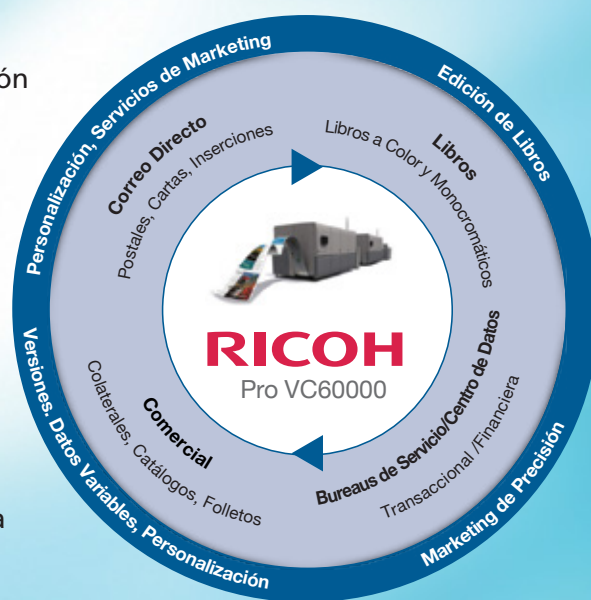 ón
Personalización, Servicios de Marketing
Edición de Libros
Correo Directo
Postales, Cartas, Inserciones
Libros
Libros a Color y Monocromáticos
RICOH
Pro VC60000
Comercial
Colaterales, Catálogos, Folletos
Bureaus de Servicio/Centro de Datos
Transaccional /Financiera
Versiones. Datos Variables, Personalización
Marketing de Precisión
a